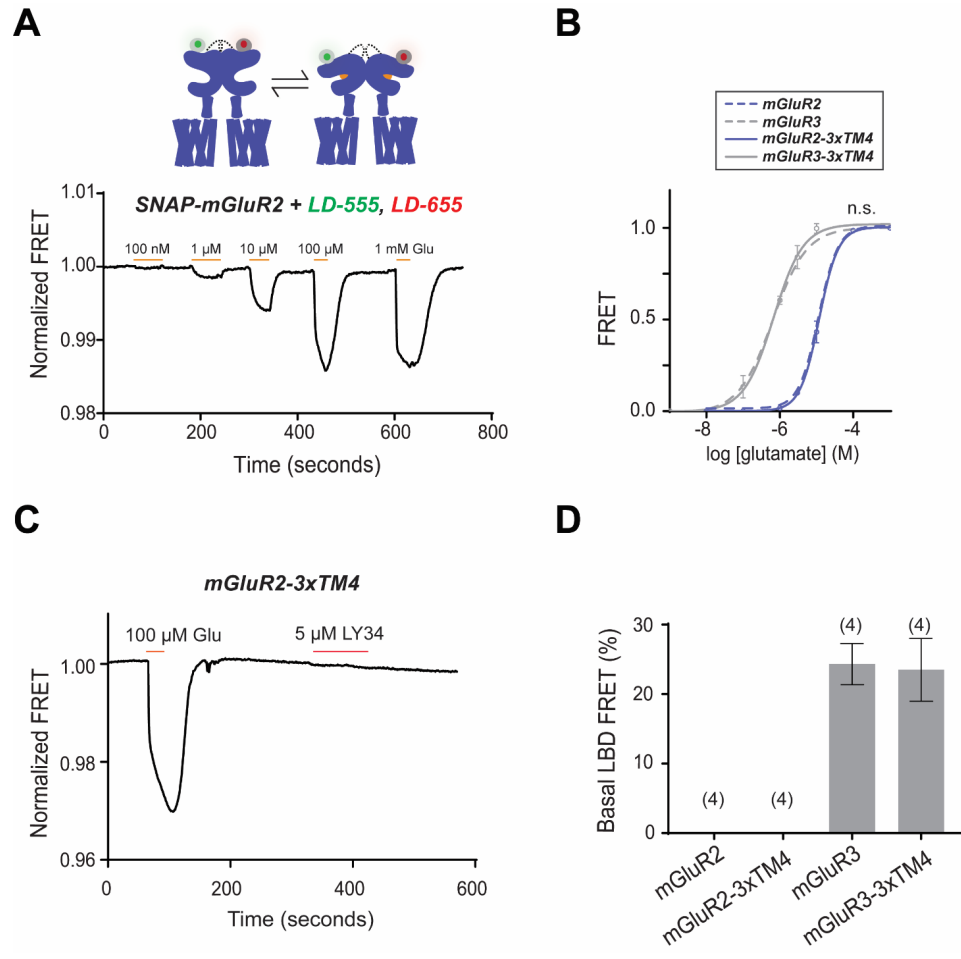 A
SNAP-mGluR2 + LD-555, LD-655
100 nM 1 µM 10 µM 100 µM 1 mM Glu
Normalized FRET
1.01
1.00
0.99
0.98
0 200 400 600 800
Time (seconds)
B
mGluR2
mGluR3
mGluR2-3xTM4
mGluR3-3xTM4
n.s.
FRET
1.0
0.5
0.0
-8 -6 -4
log [glutamate] (M)
C
mGluR2-3xTM4
100 µM Glu 5 µM LY34
Normalized FRET
1.00
0.98
0.96
0 200 400 600
Time (seconds)
D
Basal LBD FRET (%)
30
20
10
0
(4) (4) (4) (4)
mGluR2
mGluR2-3xTM4
mGluR3
mGluR3-3xTM4